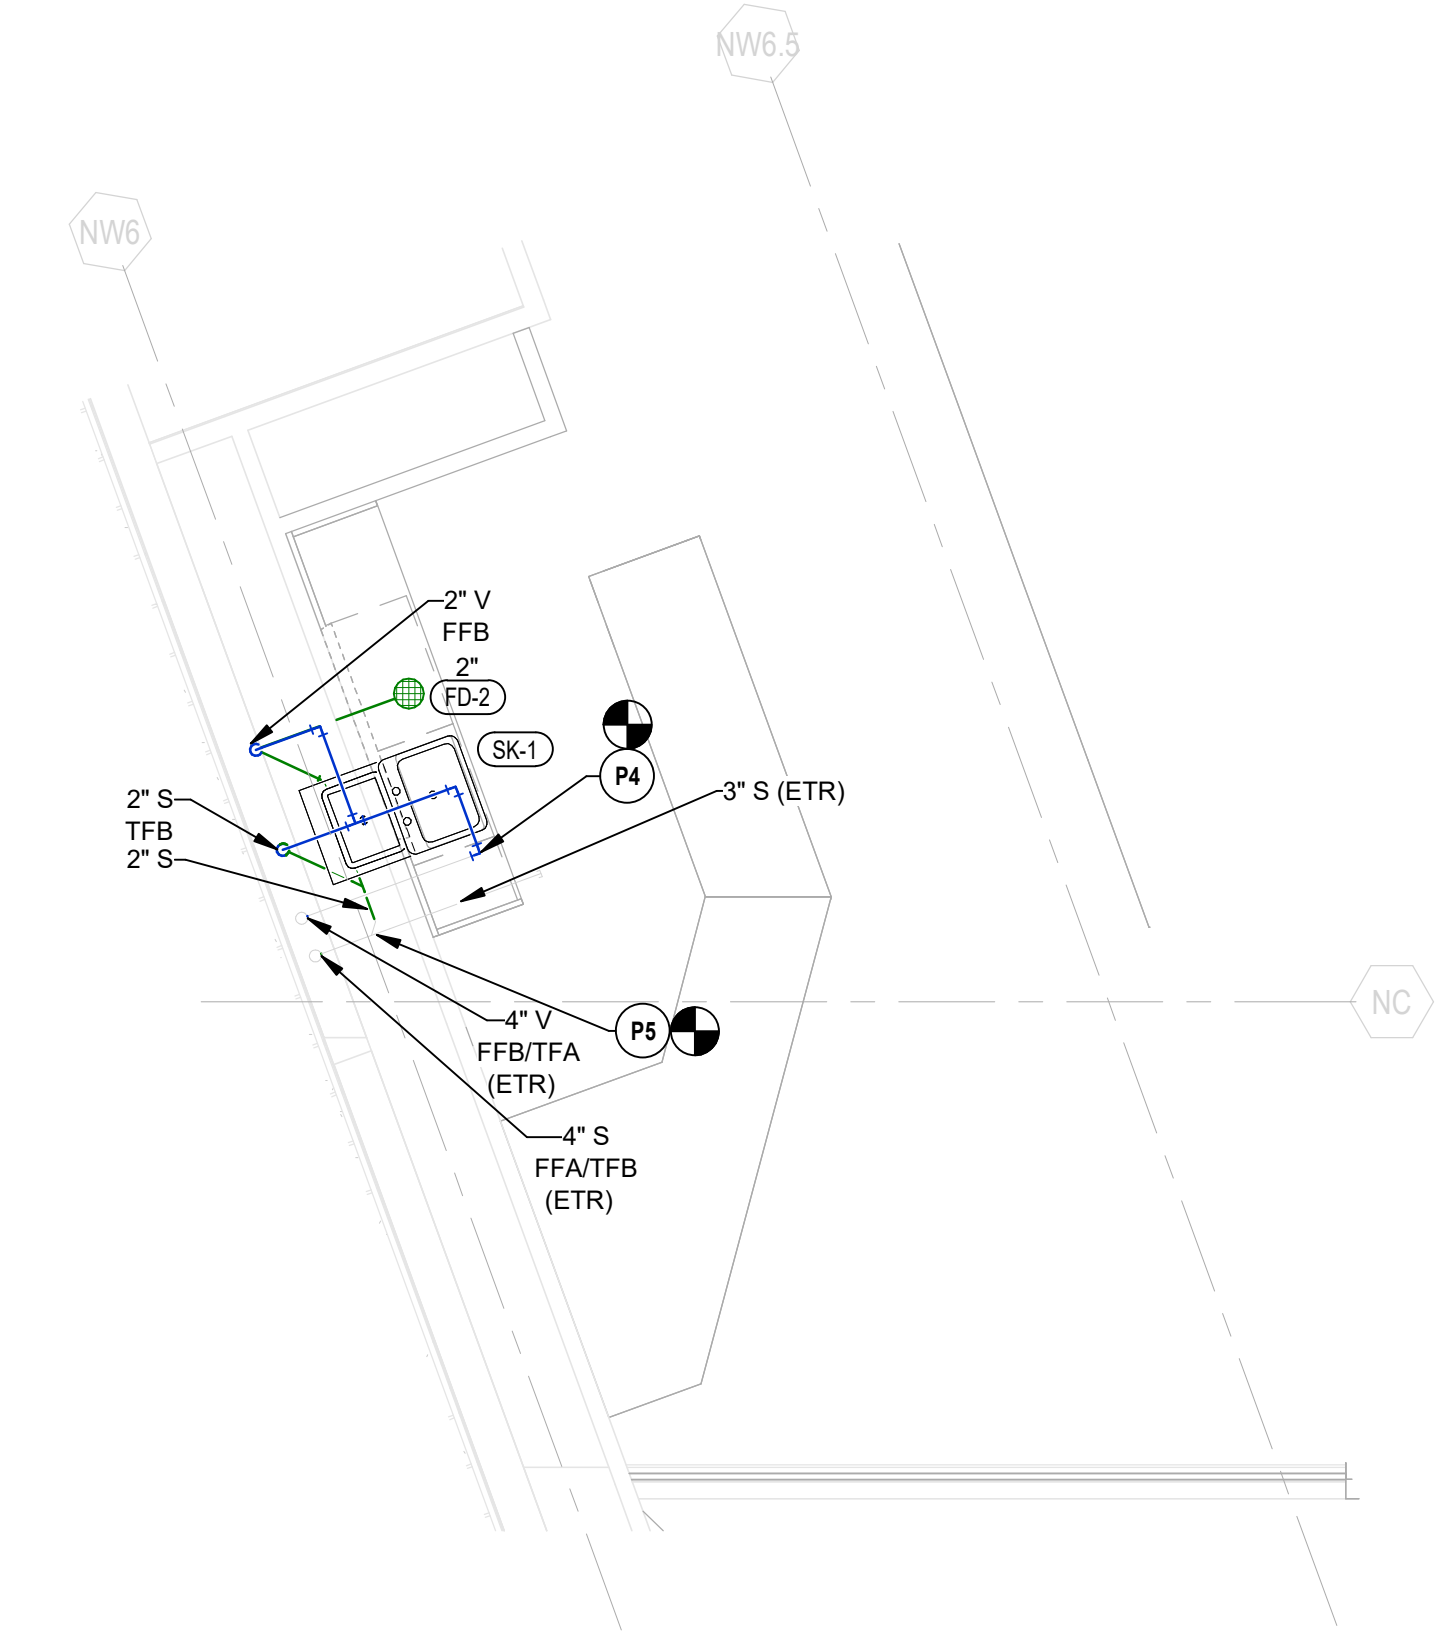 NW6.5
NW6
2" V
FFB
2"
FD-2
SK-1
P4
3" S (ETR)
2" S
TFB
2" S
NC
4" V
FFB/TFA
(ETR)
P5
4" S
FFA/TFB
(ETR)